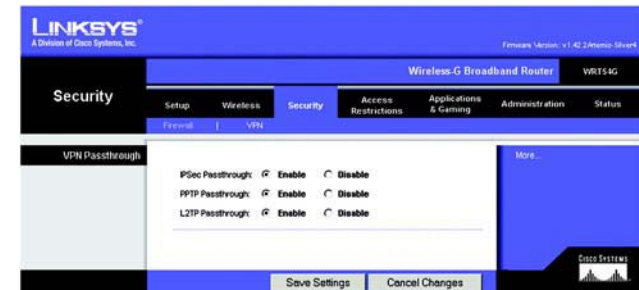 LINKSYS®
A Division of Cisco Systems, Inc.
Firmware Version: v1.42.2
Wireless-G Broadband Router WRT54G
Security
Setup Wireless Security Access Restrictions Applications & Gaming Administration Status
Firewall | VPN
VPN Passthrough
More...
IPSec Passthrough: Enable Disable
PPTP Passthrough: Enable Disable
L2TP Passthrough: Enable Disable
CISCO SYSTEMS
Save Settings Cancel Changes